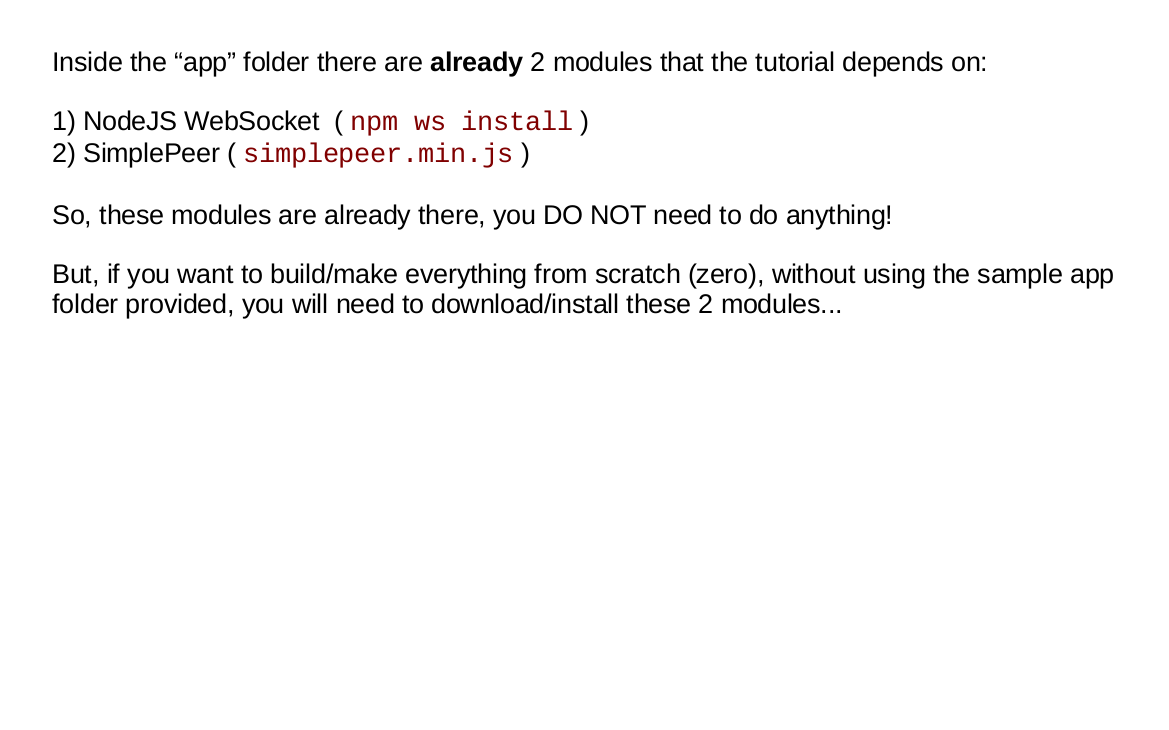 Inside the “app” folder there are already 2 modules that the tutorial depends on:
1) NodeJS WebSocket  ( npm ws install )
2) SimplePeer ( simplepeer.min.js )
So, these modules are already there, you DO NOT need to do anything!
But, if you want to build/make everything from scratch (zero), without using the sample app
folder provided, you will need to download/install these 2 modules...